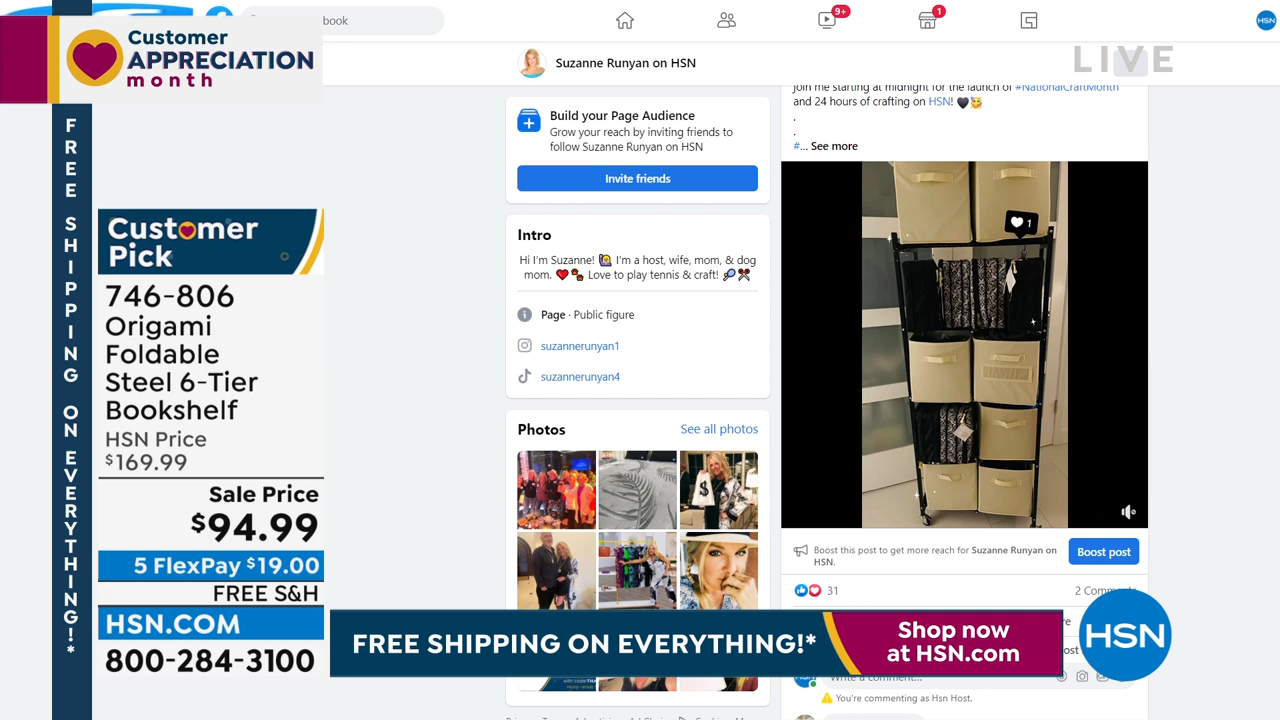 book
9+
1
HSN
Customer
APPRECIATION
month
LIVE
FREE SHIPPING ON EVERYTHING!*
Customer
Pick
746-806
Origami
Foldable
Steel 6-Tier
Bookshelf
HSN Price
$169.99
Sale Price
$94.99
5 FlexPay $19.00
FREE S&H
HSN.COM
800-284-3100
Suzanne Runyan on HSN
Build your Page Audience
Grow your reach by inviting friends to
follow Suzanne Runyan on HSN
Invite friends
Intro
Hi I'm Suzanne! 🙋 I'm a host, wife, mom, & dog
mom. ❤️🐾 Love to play tennis & craft! 🎾⚒️
Page · Public figure
suzannerunyan1
suzannerunyan4
Photos
See all photos
$
join me starting at midnight for the launch of #NationalCraftMonth
and 24 hours of crafting on HSN! 🖤🥰
.
.
#... See more
1
Boost this post to get more reach for Suzanne Runyan on
HSN.
Boost post
31
2 Comm
Write a comment...
You're commenting as Hsn Host.
FREE SHIPPING ON EVERYTHING!*
Shop now
at HSN.com
HSN